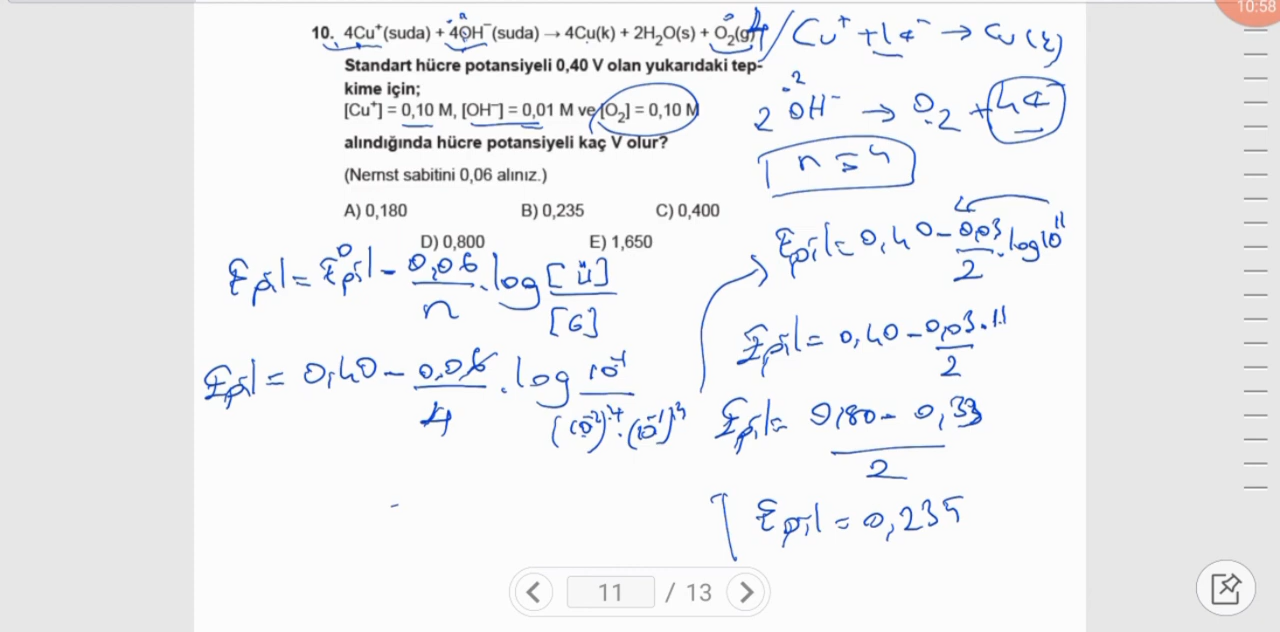 10:58
10. 4Cu⁺(suda) + 4OH⁻(suda) → 4Cu(k) + 2H₂O(s) + O₂(g)
Standart hücre potansiyeli 0,40 V olan yukarıdaki tep-
kime için;
[Cu⁺] = 0,10 M, [OH⁻] = 0,01 M ve [O₂] = 0,10 M
alındığında hücre potansiyeli kaç V olur?
(Nernst sabitini 0,06 alınız.)
A) 0,180 B) 0,235 C) 0,400
D) 0,800 E) 1,650
4/ Cu⁺ + 1e⁻ → Cu(k)
2 OH⁻ → O₂ + 4e⁻
n = 4
Epil = E⁰pil - 0,06/n . log [ü]/[G]
Epil = 0,40 - 0,06/4 . log 10⁻¹/(10⁻²)⁴.(10⁻¹)⁴
Epil = 0,40 - 0,03/2 . log10¹¹
Epil = 0,40 - 0,03.11/2
Epil = 0,80 - 0,33/2
Epil = 0,235
11 / 13